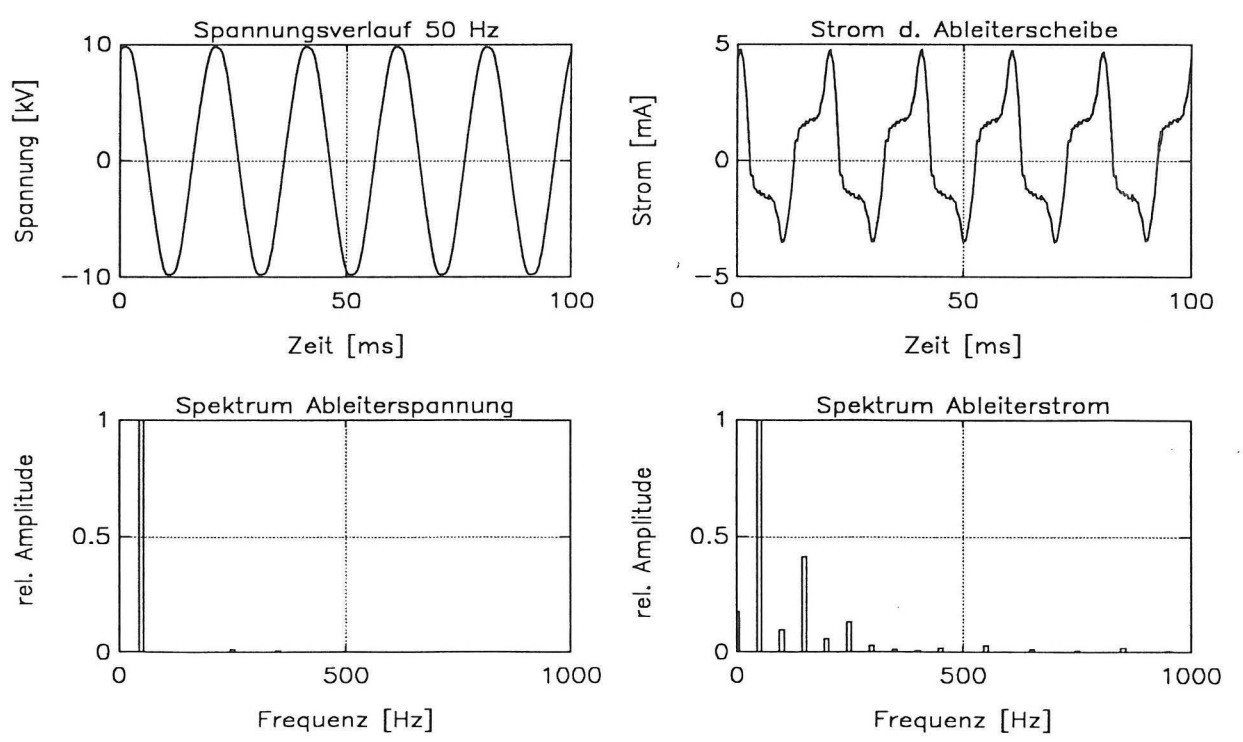 Spannungsverlauf 50 Hz
Spannung [kV]
10
0
−10
0 50 100
Zeit [ms]
Strom d. Ableiterscheibe
Strom [mA]
5
0
−5
0 50 100
Zeit [ms]
Spektrum Ableiterspannung
rel. Amplitude
1
0.5
0
0 500 1000
Frequenz [Hz]
Spektrum Ableiterstrom
rel. Amplitude
1
0.5
0
0 500 1000
Frequenz [Hz]